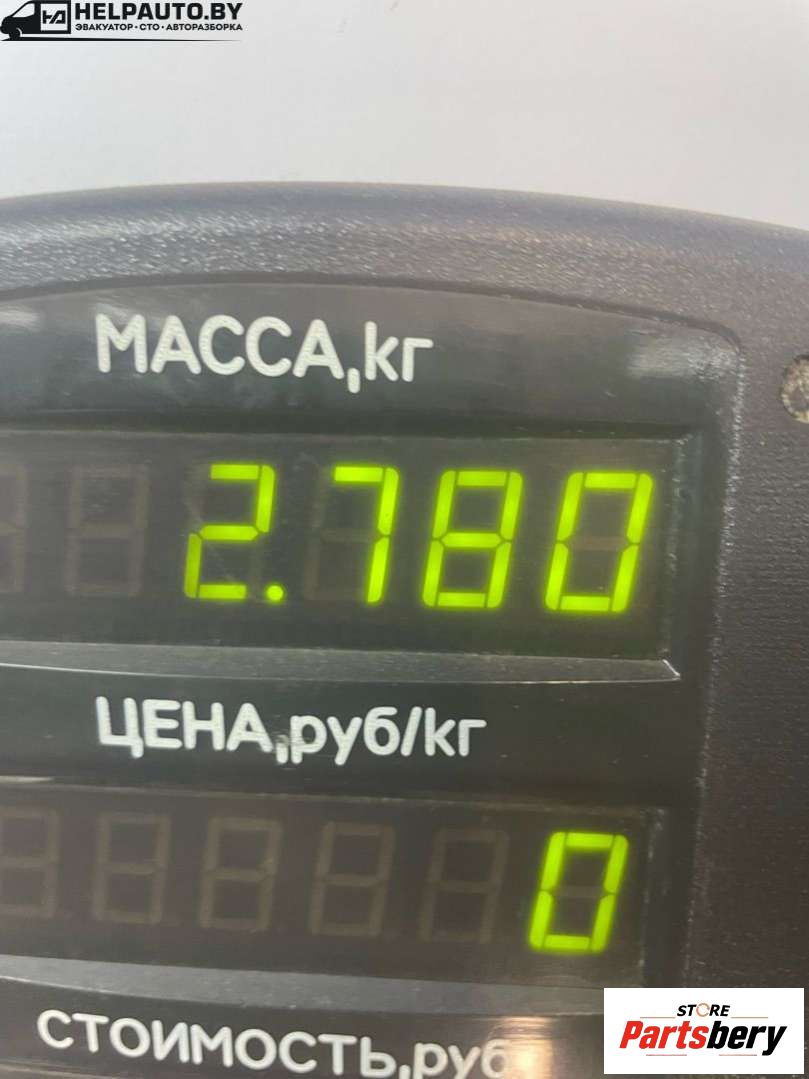 HELPAUTO.BY
ЭВАКУАТОР • СТО • АВТОРАЗБОРКА
МАССА,кг
2.780
ЦЕНА,руб/кг
0
СТОИМОСТЬ,руб
STORE
Partsbery